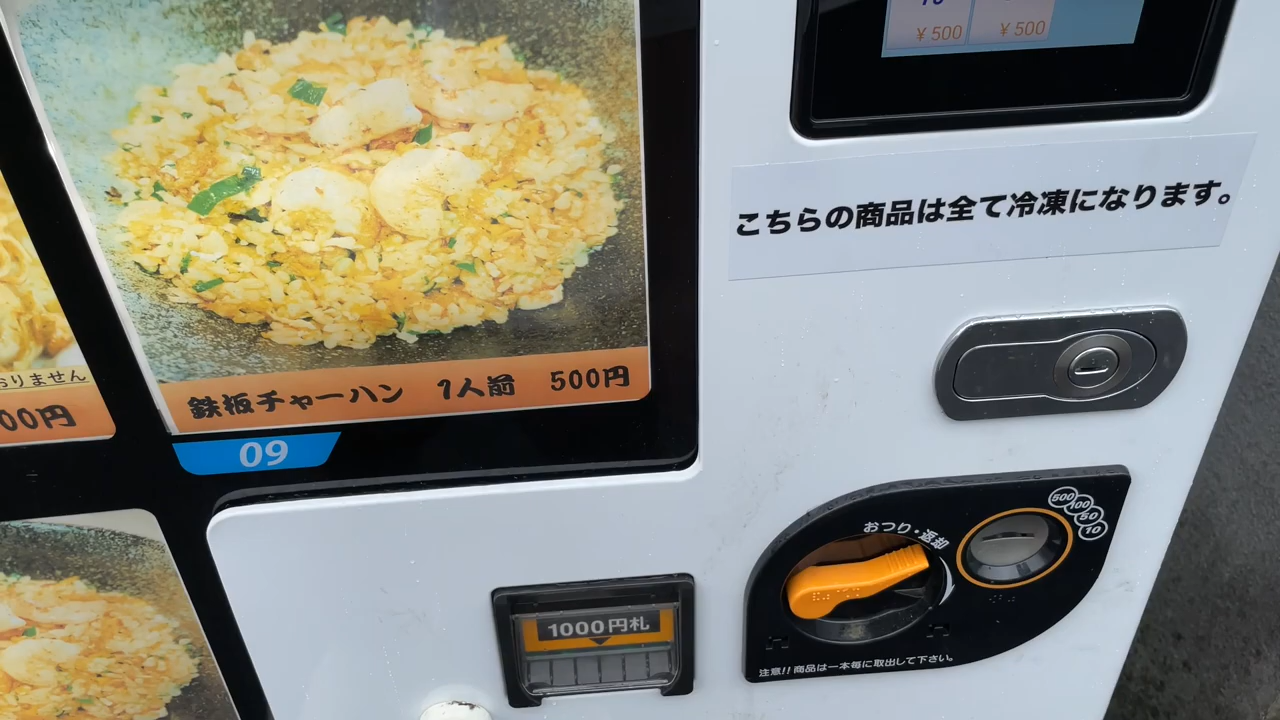 ¥500 ¥500
こちらの商品は全て冷凍になります。
おりません
00円
鉄板チャーハン 1人前 500円
09
500
100
50
10
おつり・返却
1000円札
注意!!商品は一本毎に取出して下さい。